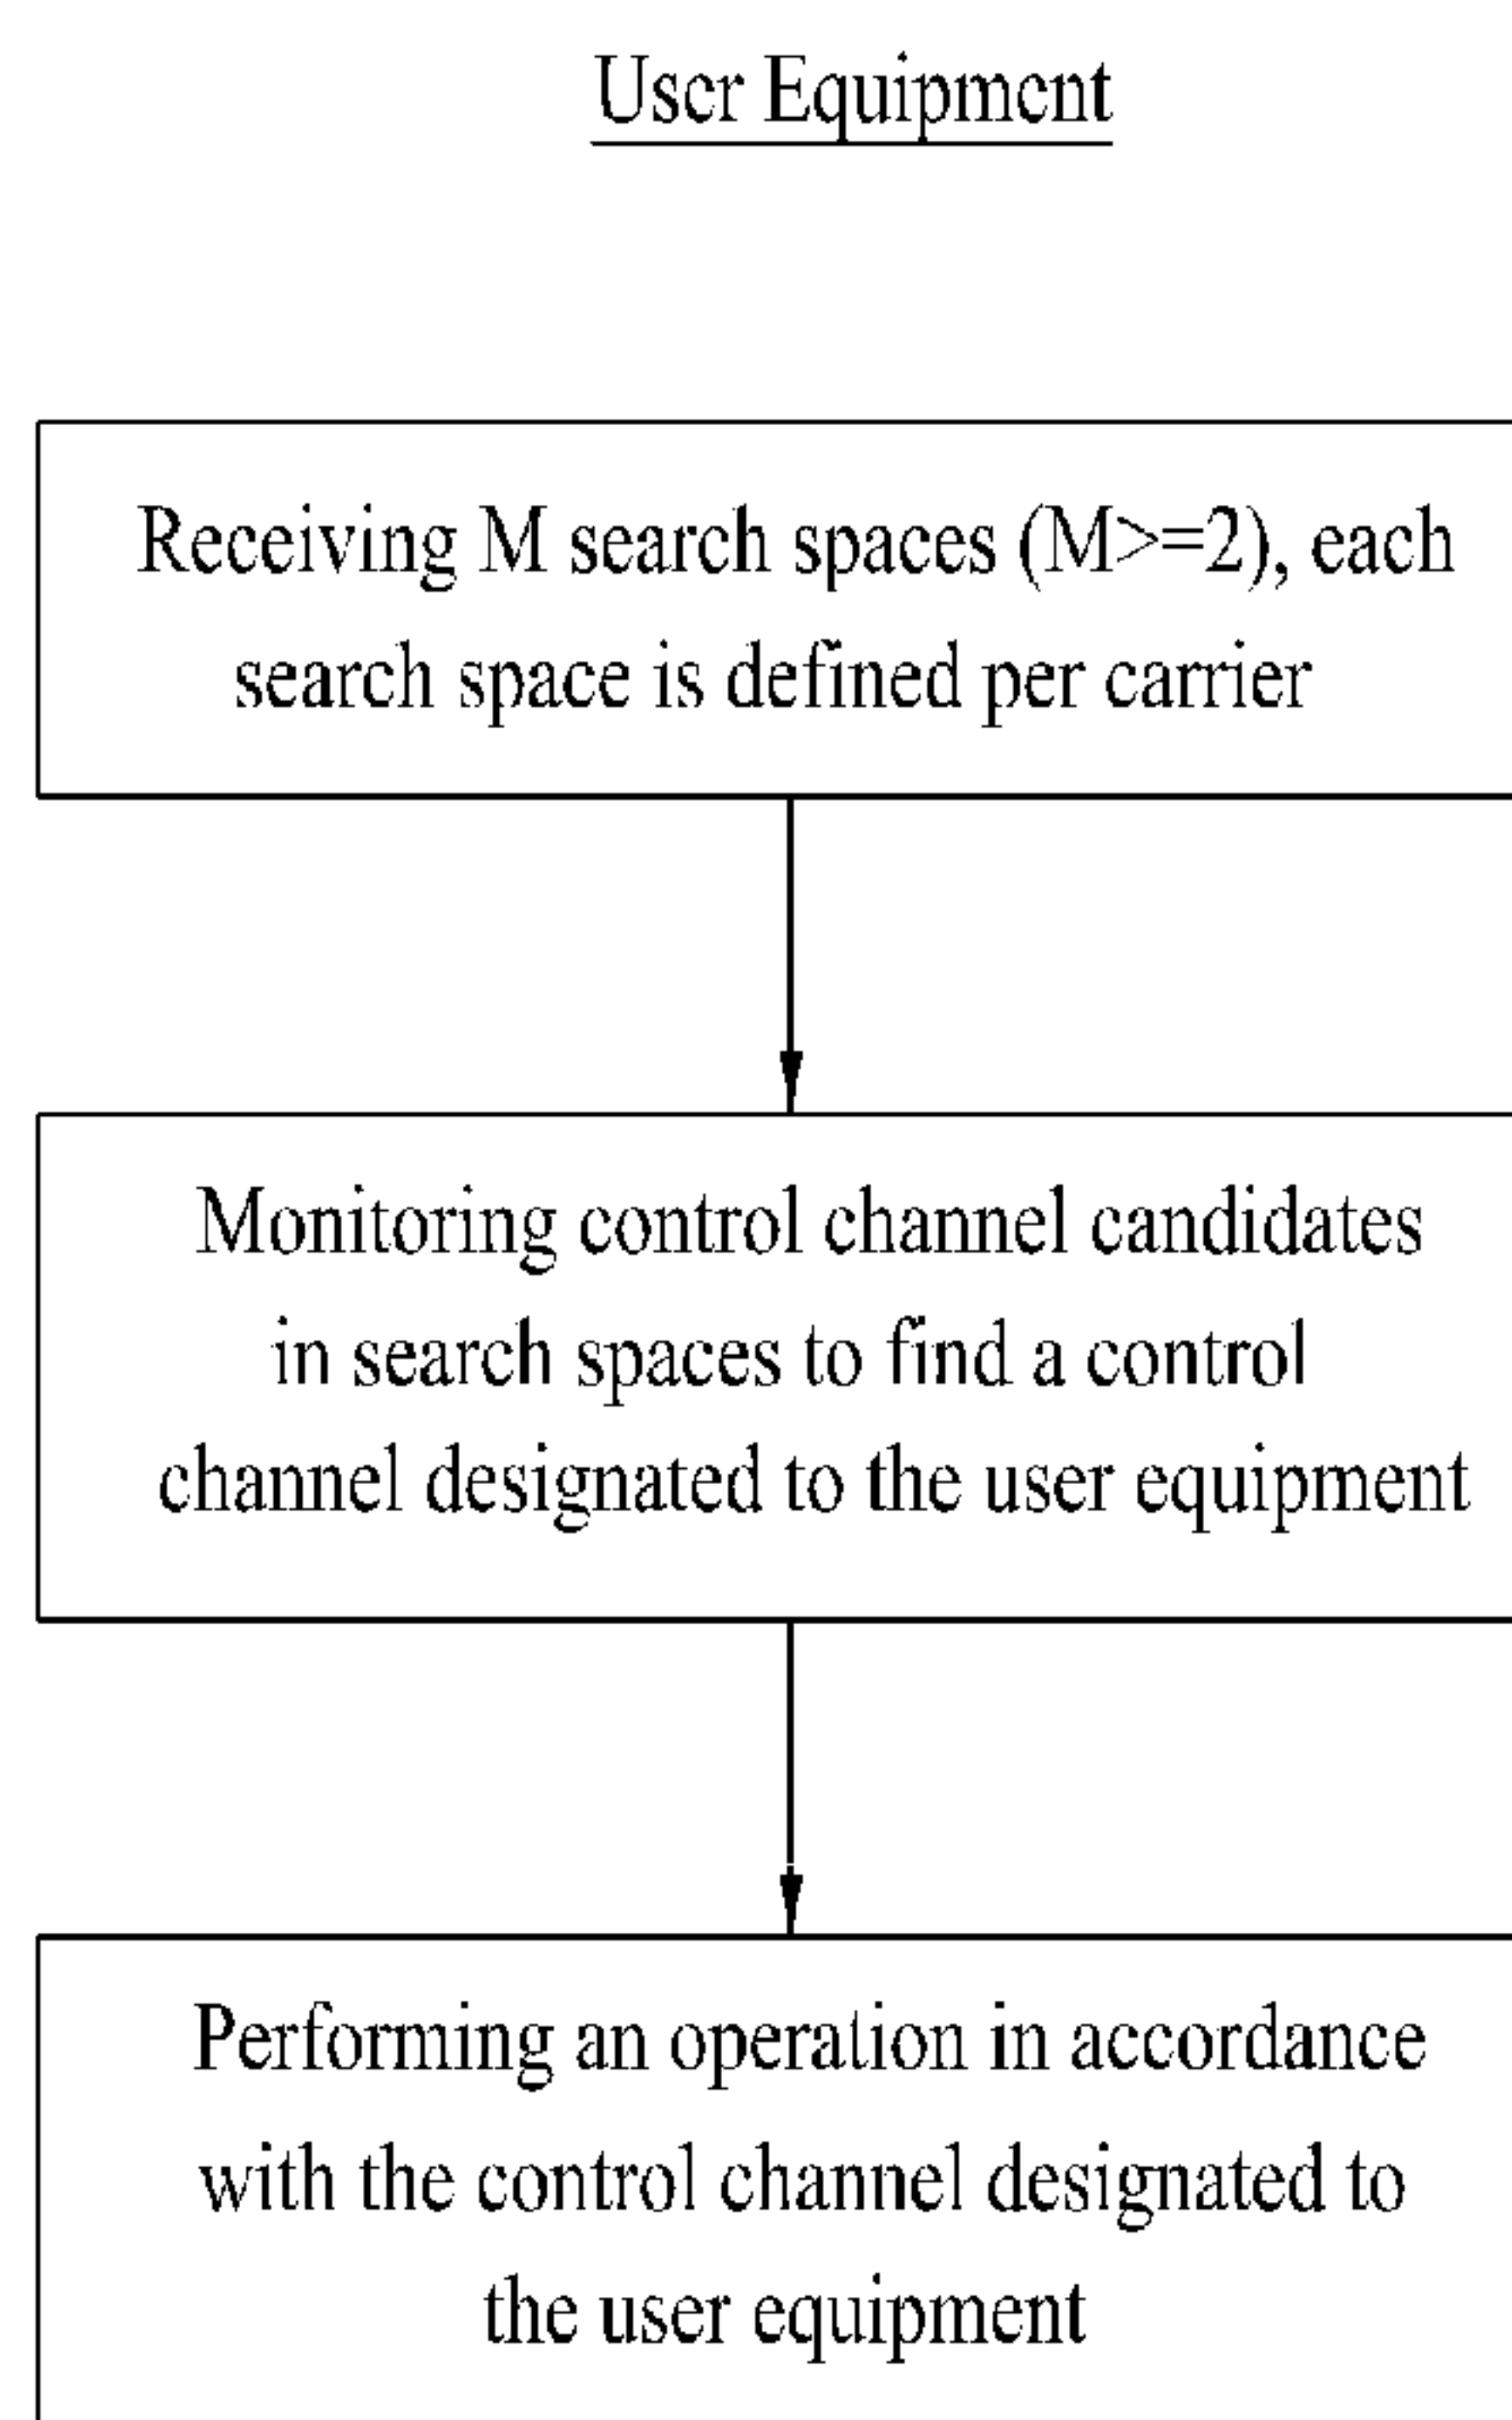 User Equipment
Receiving M search spaces (M>=2), each
search space is defined per carrier
Monitoring control channel candidates
in search spaces to find a control
channel designated to the user equipment
Performing an operation in accordance
with the control channel designated to
the user equipment